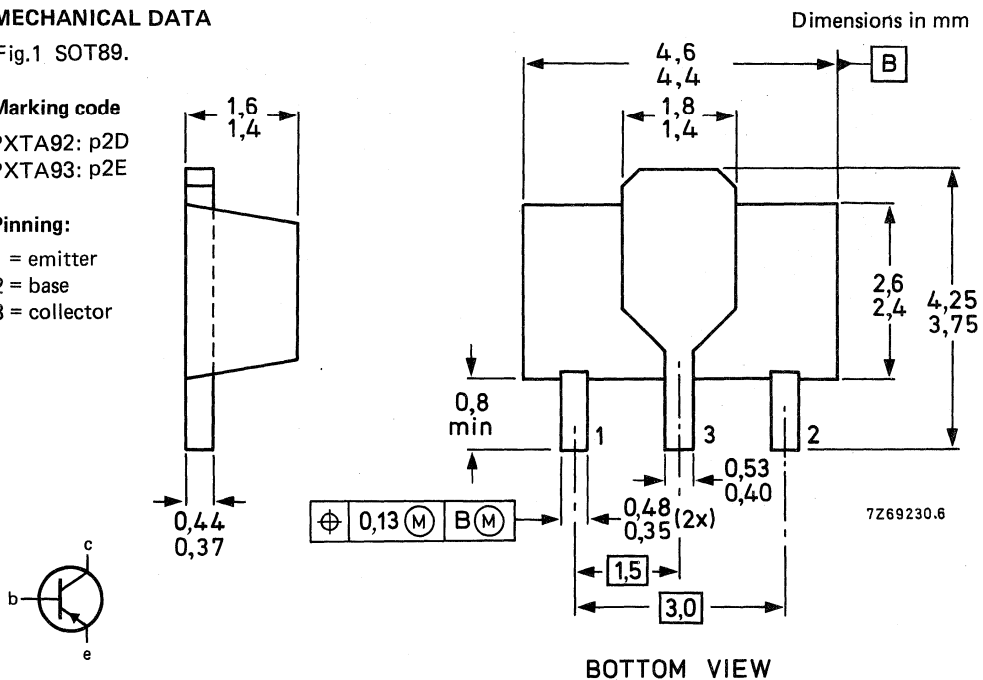 MECHANICAL DATA
Dimensions in mm
Fig.1 SOT89.
Marking code
PXTA92: p2D
PXTA93: p2E
Pinning:
1 = emitter
2 = base
3 = collector
1,6
1,4
4,6
4,4
B
1,8
1,4
2,6
2,4
4,25
3,75
0,8
min
1
3
2
0,53
0,40
0,48
0,35 (2x)
0,13 M B M
0,44
0,37
7Z69230.6
1,5
3,0
c
b
e
BOTTOM VIEW